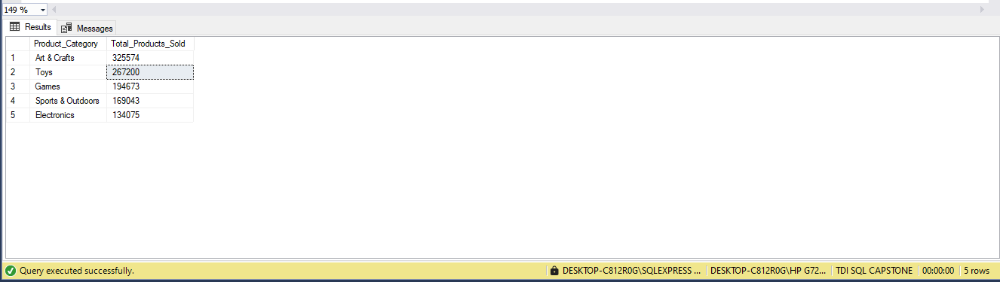 149 %
Results Messages
Product_Category Total_Products_Sold
1 Art & Crafts 325574
2 Toys 267200
3 Games 194673
4 Sports & Outdoors 169043
5 Electronics 134075
Query executed successfully. DESKTOP-C812R0G\SQLEXPRESS ... DESKTOP-C812R0G\HP G72... TDI SQL CAPSTONE 00:00:00 5 rows